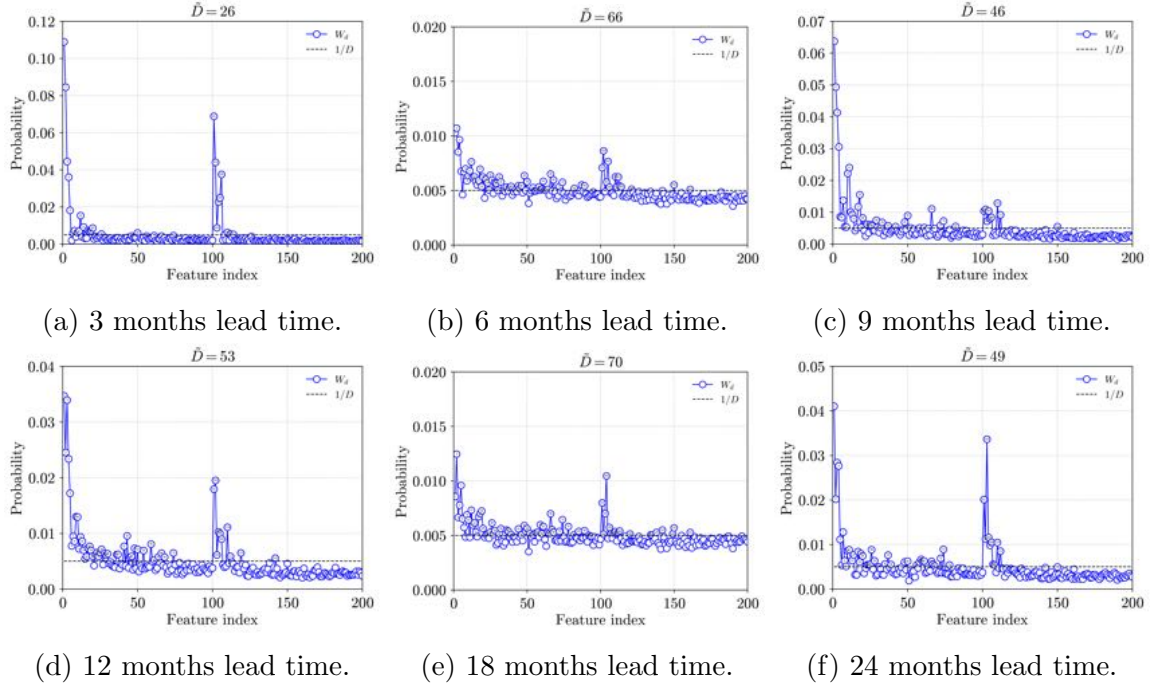 D̃ = 26
0.12
0.10
0.08
0.06
0.04
0.02
0.00
Probability
W_d
1/D
0 50 100 150 200
Feature index
(a) 3 months lead time.
D̃ = 66
0.020
0.015
0.010
0.005
0.000
Probability
W_d
1/D
0 50 100 150 200
Feature index
(b) 6 months lead time.
D̃ = 46
0.07
0.06
0.05
0.04
0.03
0.02
0.01
0.00
Probability
W_d
1/D
0 50 100 150 200
Feature index
(c) 9 months lead time.
D̃ = 53
0.04
0.03
0.02
0.01
0.00
Probability
W_d
1/D
0 50 100 150 200
Feature index
(d) 12 months lead time.
D̃ = 70
0.020
0.015
0.010
0.005
0.000
Probability
W_d
1/D
0 50 100 150 200
Feature index
(e) 18 months lead time.
D̃ = 49
0.05
0.04
0.03
0.02
0.01
0.00
Probability
W_d
1/D
0 50 100 150 200
Feature index
(f) 24 months lead time.